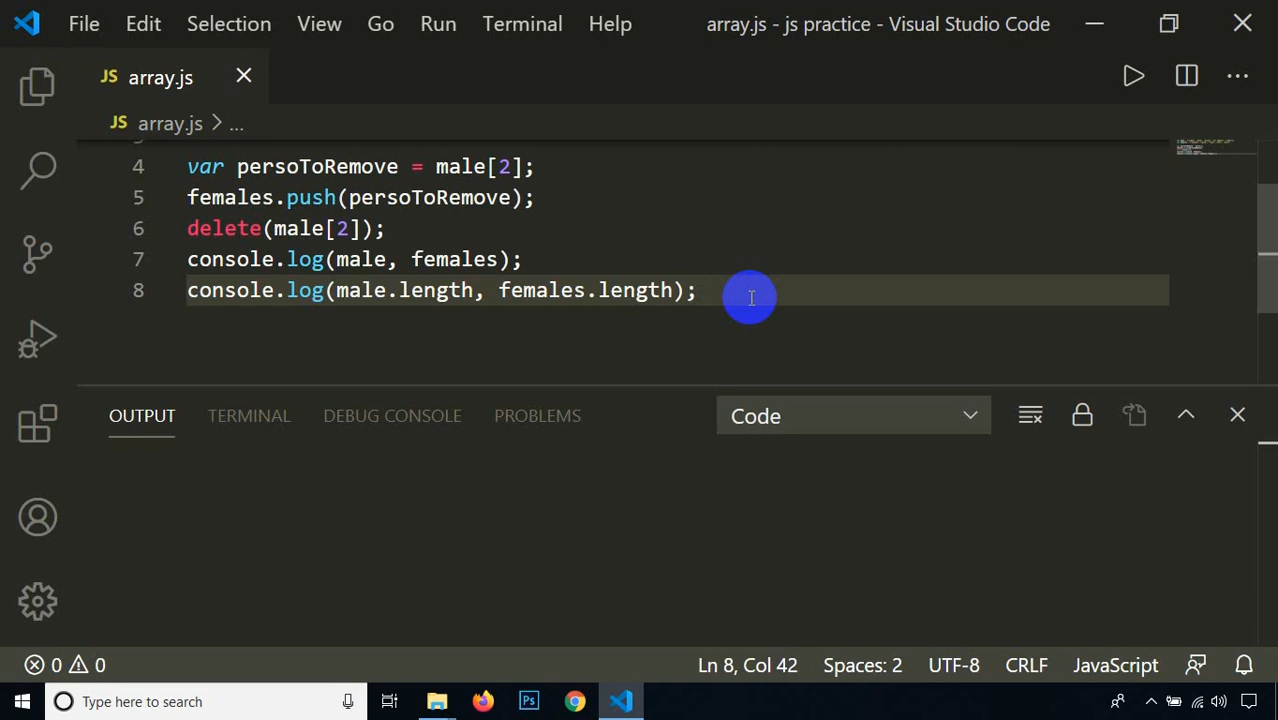 File Edit Selection View Go Run Terminal Help array.js - js practice - Visual Studio Code
JS array.js
JS array.js > ...
4 var persoToRemove = male[2];
5 females.push(persoToRemove);
6 delete(male[2]);
7 console.log(male, females);
8 console.log(male.length, females.length);
OUTPUT TERMINAL DEBUG CONSOLE PROBLEMS Code
0 0 Ln 8, Col 42 Spaces: 2 UTF-8 CRLF JavaScript
Type here to search Ps